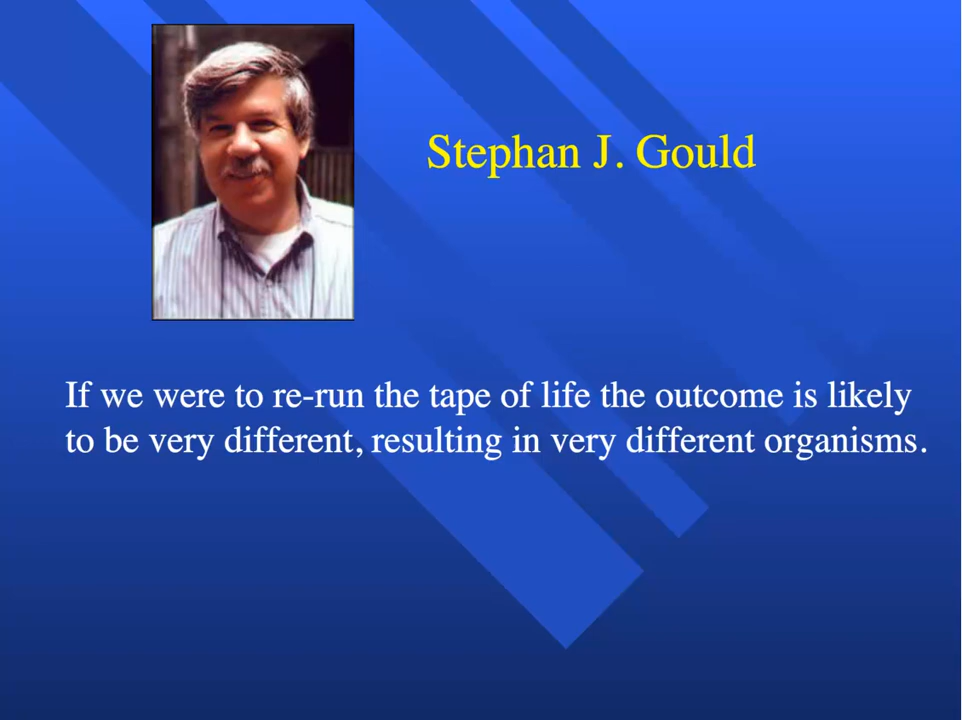 Stephan J. Gould
If we were to re-run the tape of life the outcome is likely
to be very different, resulting in very different organisms.